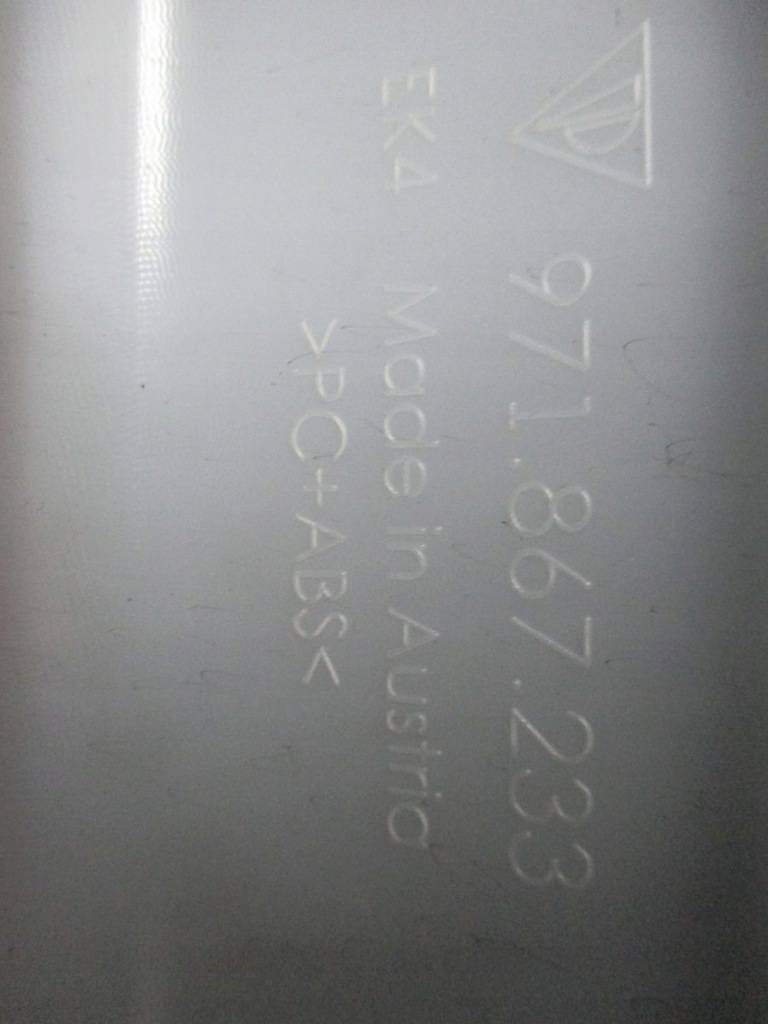 971.867.233
EK4 Made in Austria
>PC+ABS<